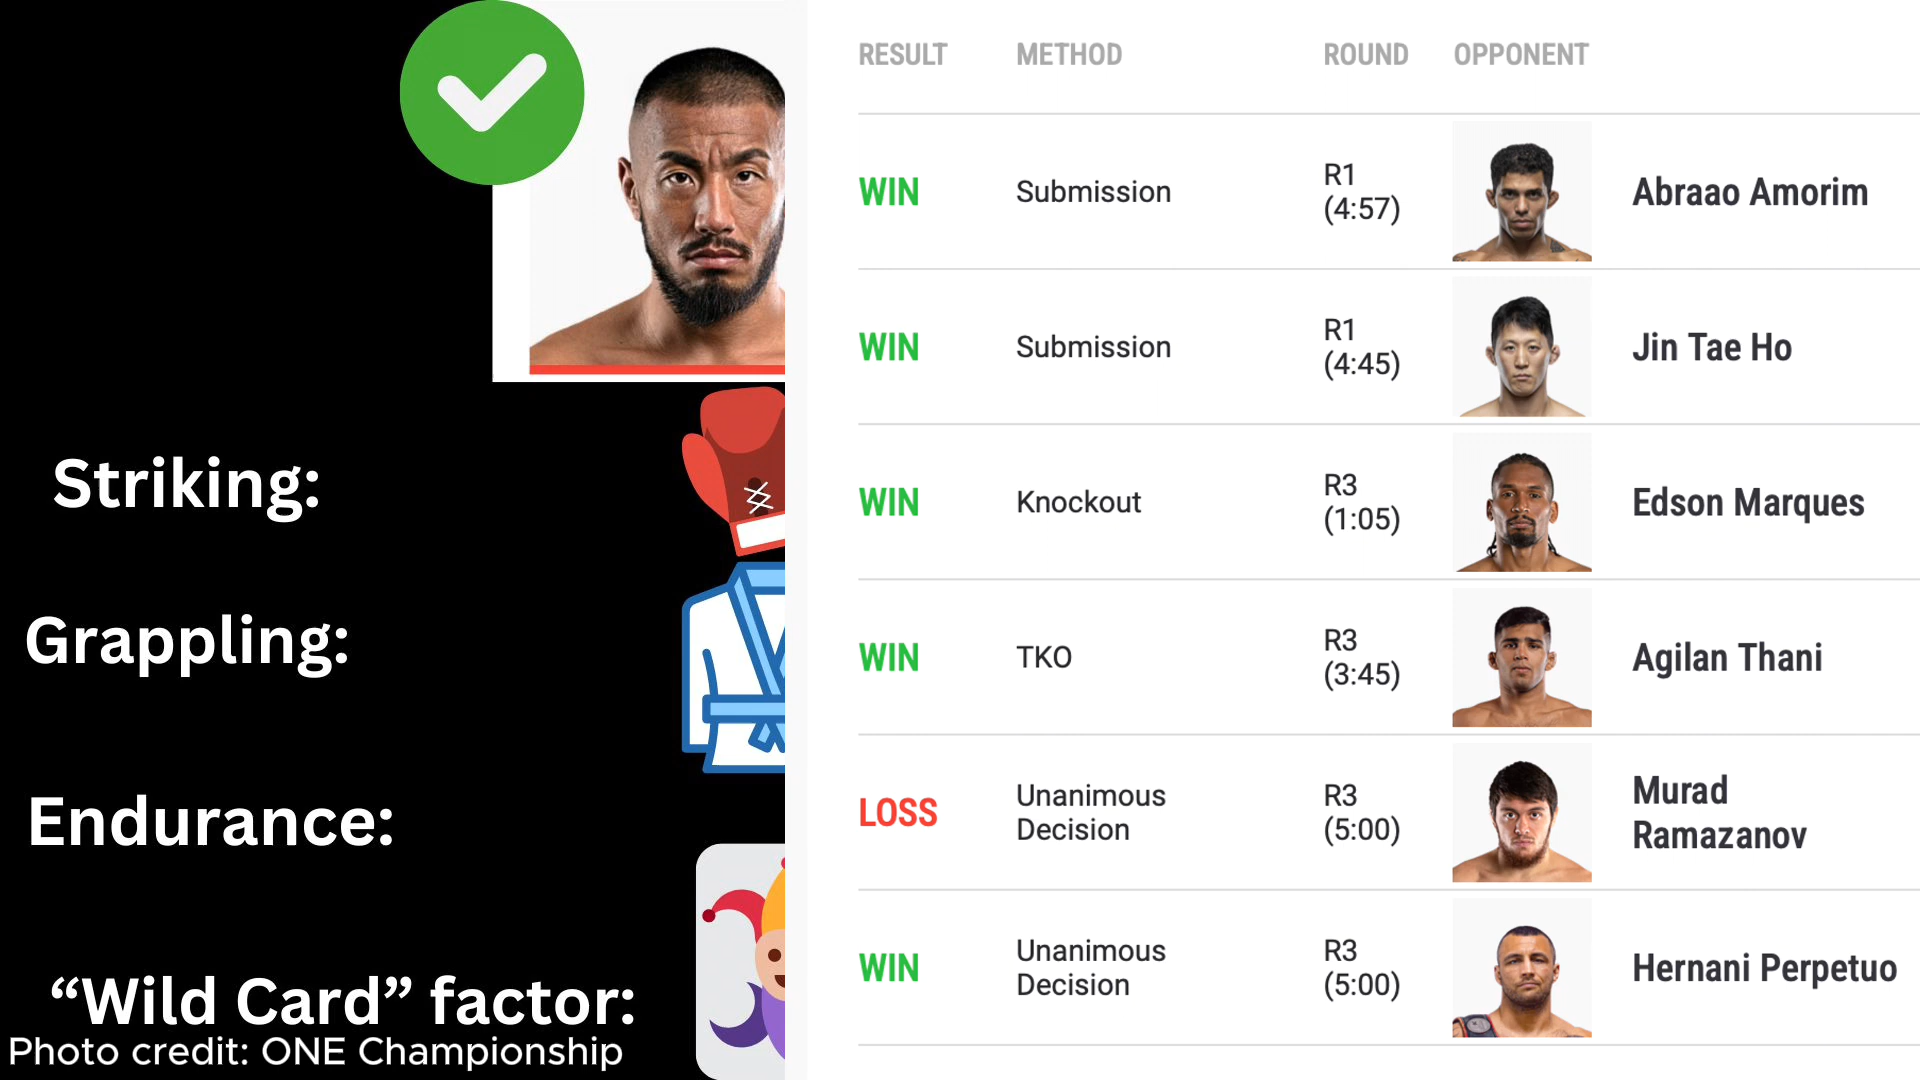 Striking:
Grappling:
Endurance:
“Wild Card” factor:
Photo credit: ONE Championship
RESULT METHOD ROUND OPPONENT
WIN Submission R1 (4:57) Abraao Amorim
WIN Submission R1 (4:45) Jin Tae Ho
WIN Knockout R3 (1:05) Edson Marques
WIN TKO R3 (3:45) Agilan Thani
LOSS Unanimous Decision R3 (5:00) Murad Ramazanov
WIN Unanimous Decision R3 (5:00) Hernani Perpetuo